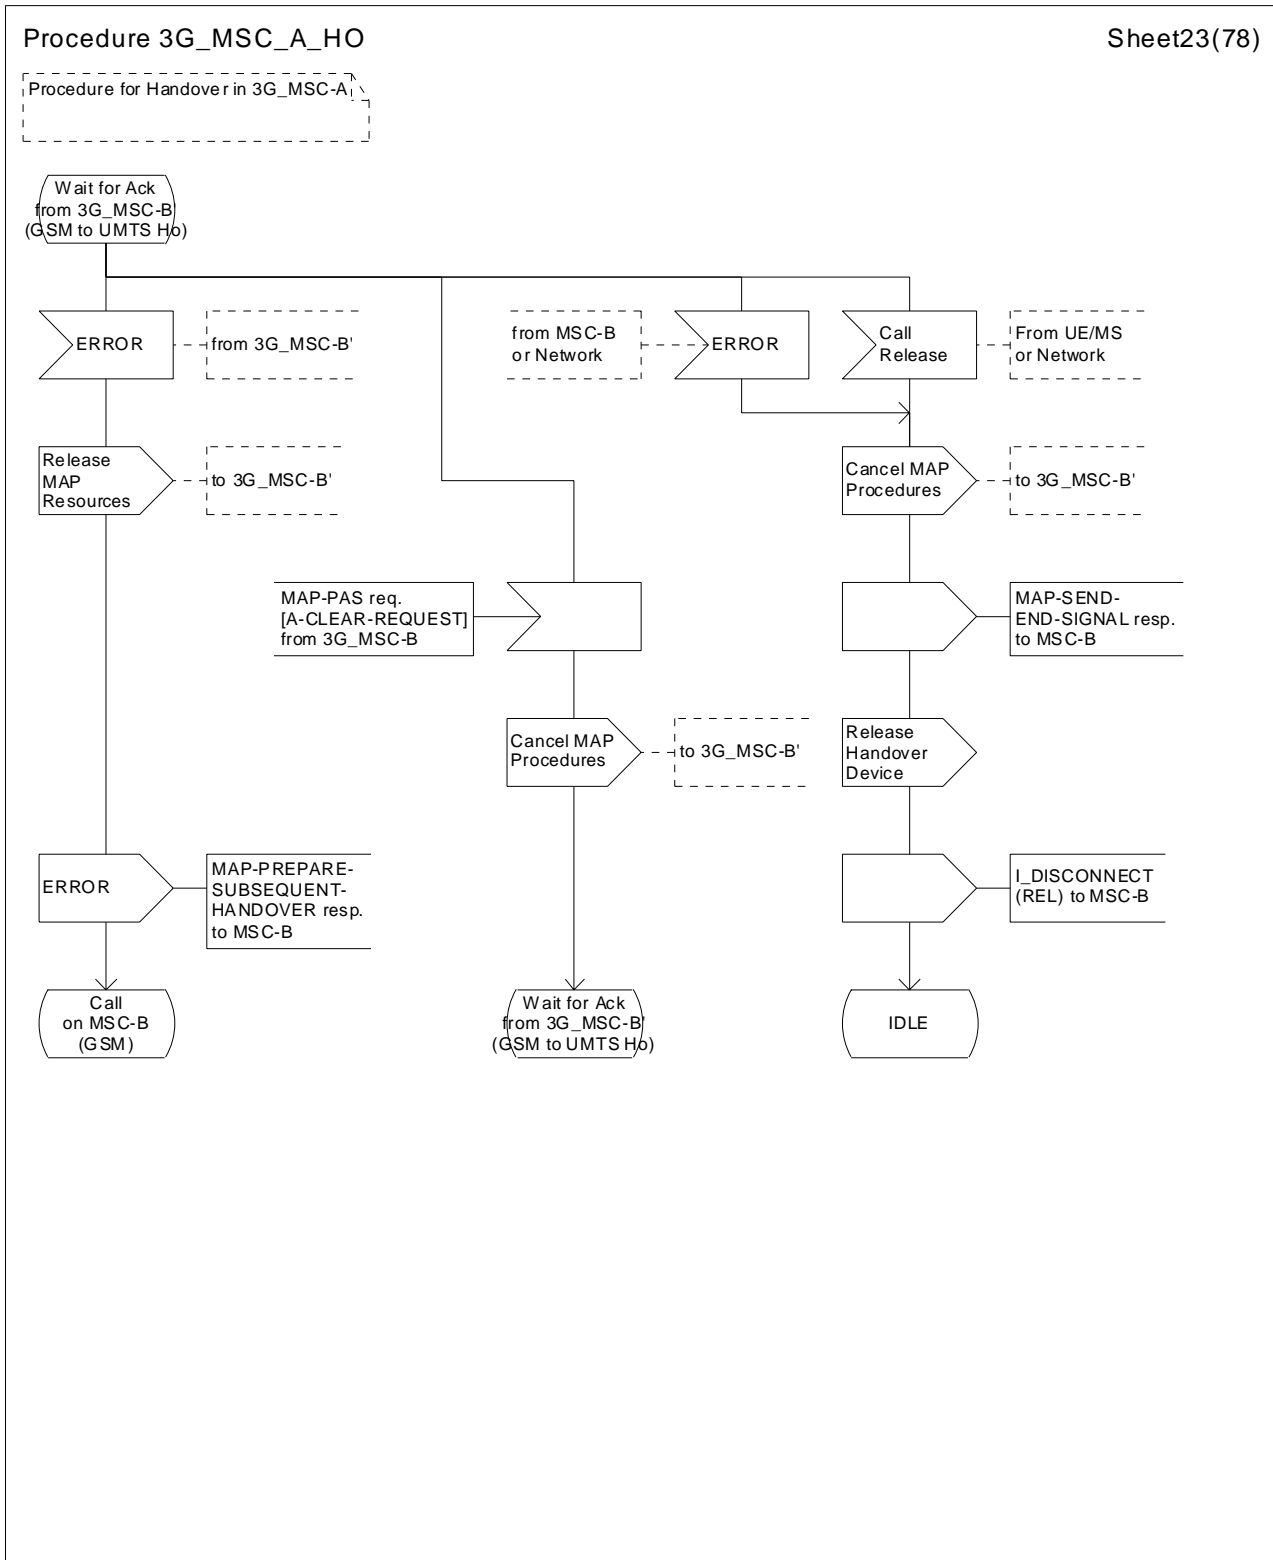 Procedure 3G_MSC_A_HO
Sheet23(78)
Procedure for Handover in 3G_MSC-A
Wait for Ack
from 3G_MSC-B'
(GSM to UMTS Ho)
ERROR
from 3G_MSC-B'
from MSC-B
or Network
ERROR
Call
Release
From UE/MS
or Network
Release
MAP
Resources
to 3G_MSC-B'
Cancel MAP
Procedures
to 3G_MSC-B'
MAP-PAS req.
[A-CLEAR-REQUEST]
from 3G_MSC-B
MAP-SEND-
END-SIGNAL resp.
to MSC-B
Cancel MAP
Procedures
to 3G_MSC-B'
Release
Handover
Device
ERROR
MAP-PREPARE-
SUBSEQUENT-
HANDOVER resp.
to MSC-B
I_DISCONNECT
(REL) to MSC-B
Call
on MSC-B
(GSM)
Wait for Ack
from 3G_MSC-B'
(GSM to UMTS Ho)
IDLE